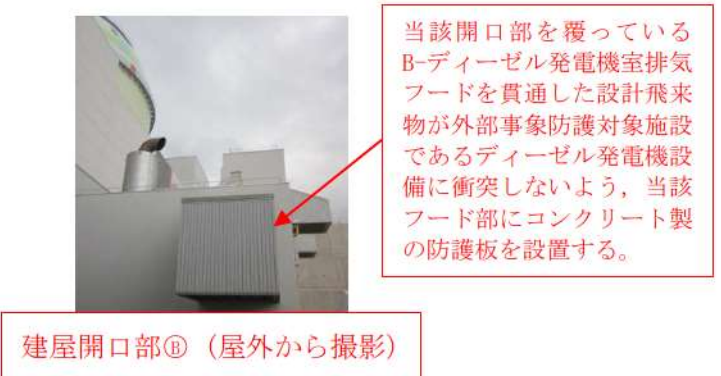 当該開口部を覆っている
B-ディーゼル発電機室排気
フードを貫通した設計飛来
物が外部事象防護対象施設
であるディーゼル発電機設
備に衝突しないよう，当該
フード部にコンクリート製
の防護板を設置する。
建屋開口部Ⓑ（屋外から撮影）